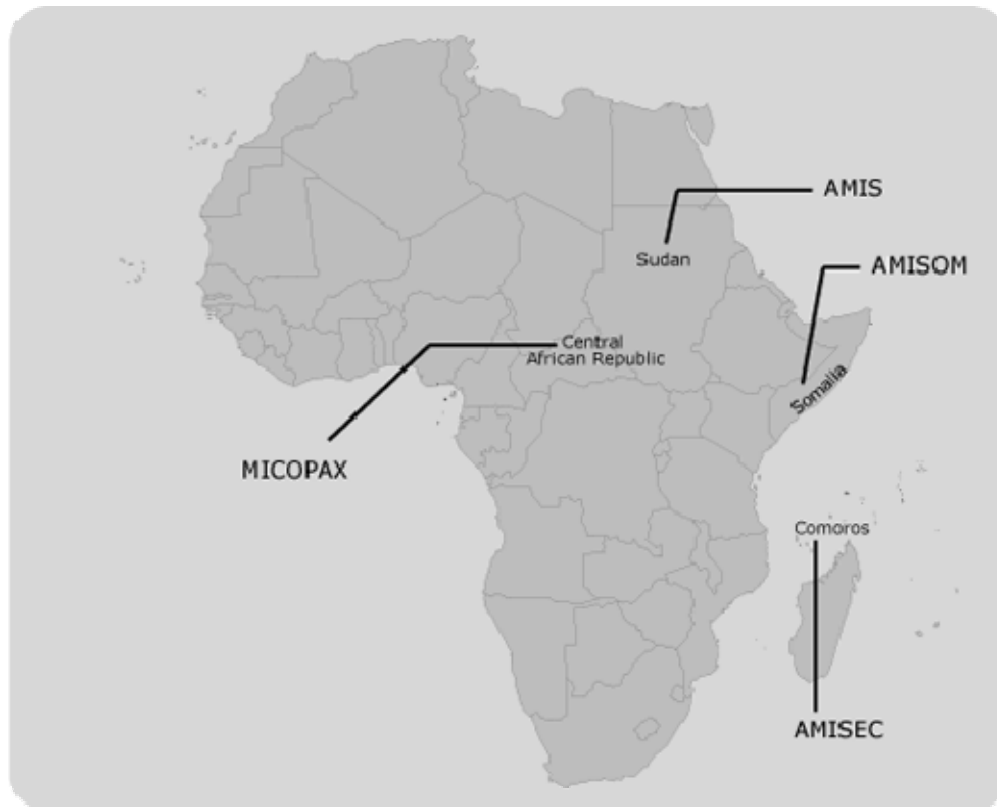 AMIS
Sudan
AMISOM
Central
African Republic
Somalia
MICOPAX
Comoros
AMISEC